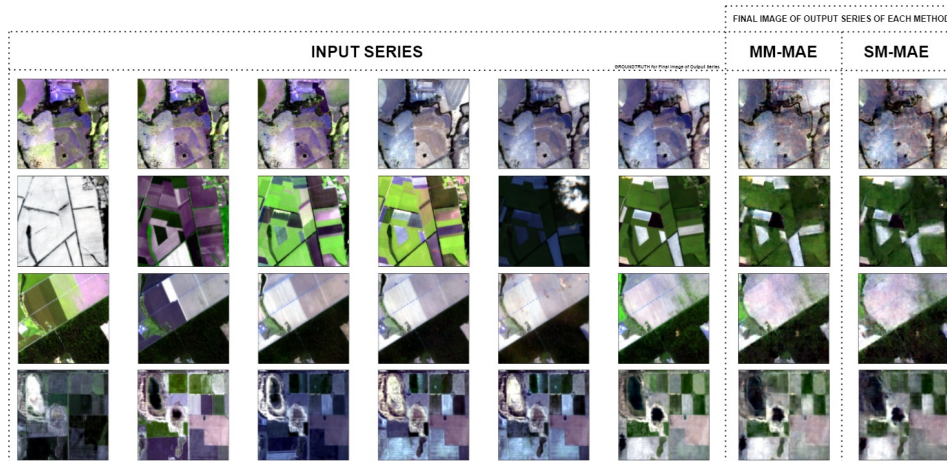 FINAL IMAGE OF OUTPUT SERIES OF EACH METHOD
INPUT SERIES
MM-MAE
SM-MAE
GROUNDTRUTH for Final Image of Output Series